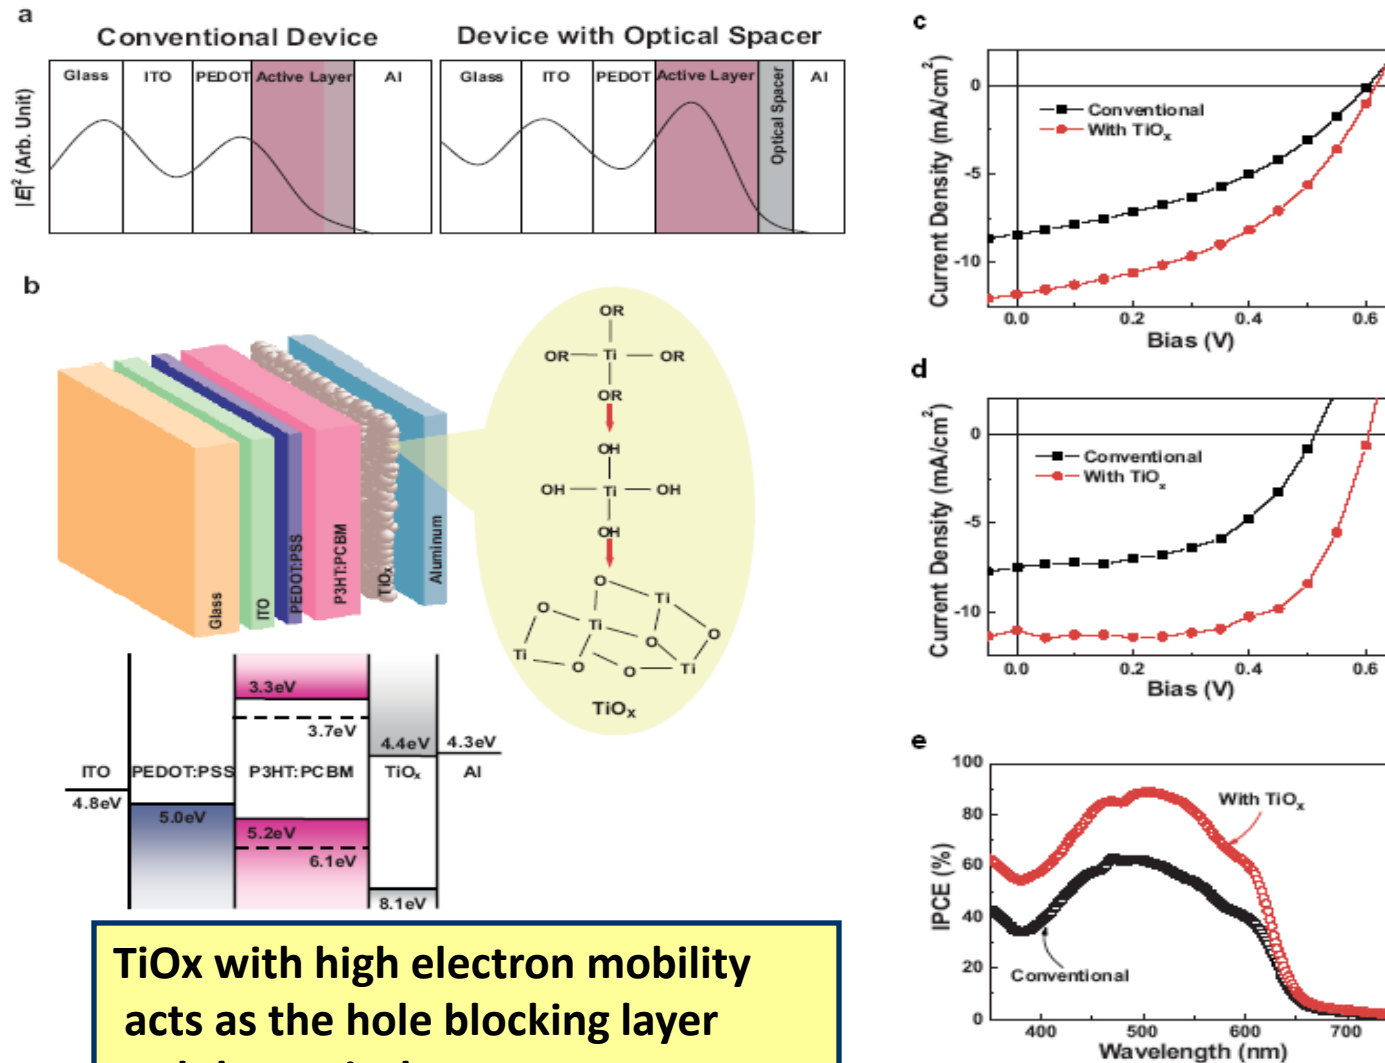 a
Conventional Device
Device with Optical Spacer
|E|² (Arb. Unit)
Glass ITO PEDOT Active Layer Al
Glass ITO PEDOT Active Layer Optical Spacer Al
b
Glass
ITO
PEDOT:PSS
P3HT:PCBM
TiOₓ
Aluminum
OR
OR Ti OR
OR
OH
OH Ti OH
OH
O
Ti
O
Ti
O
O
Ti
O
O
Ti
TiOₓ
3.3eV
3.7eV
4.4eV 4.3eV
ITO PEDOT:PSS P3HT:PCBM TiOₓ Al
4.8eV
5.0eV
5.2eV
6.1eV
8.1eV
TiOx with high electron mobility
acts as the hole blocking layer
c
Current Density (mA/cm²)
0
-5
-10
Conventional
With TiOₓ
0.0 0.2 0.4 0.6
Bias (V)
d
Current Density (mA/cm²)
0
-5
-10
Conventional
With TiOₓ
0.0 0.2 0.4 0.6
Bias (V)
e
IPCE (%)
100
80
60
40
20
0
With TiOₓ
Conventional
400 500 600 700
Wavelength (nm)